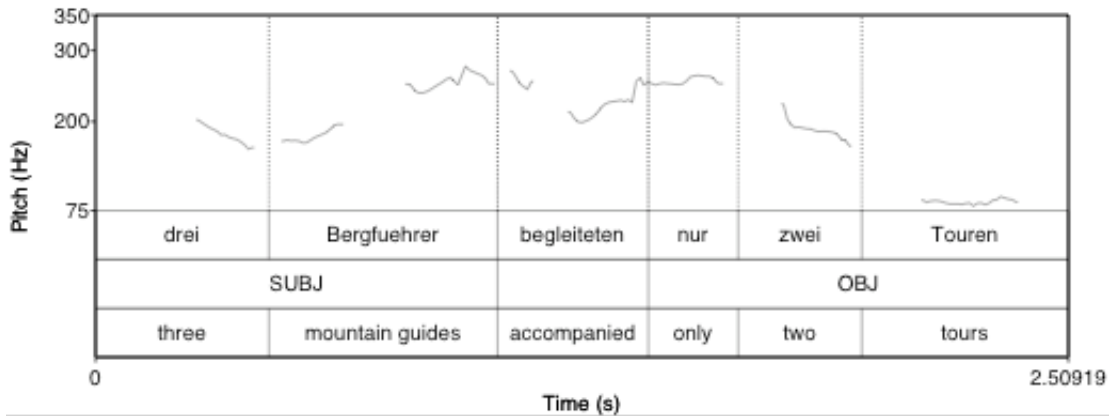 350
300
200
75
Pitch (Hz)
drei Bergfuehrer begleiteten nur zwei Touren
SUBJ OBJ
three mountain guides accompanied only two tours
0 2.50919
Time (s)